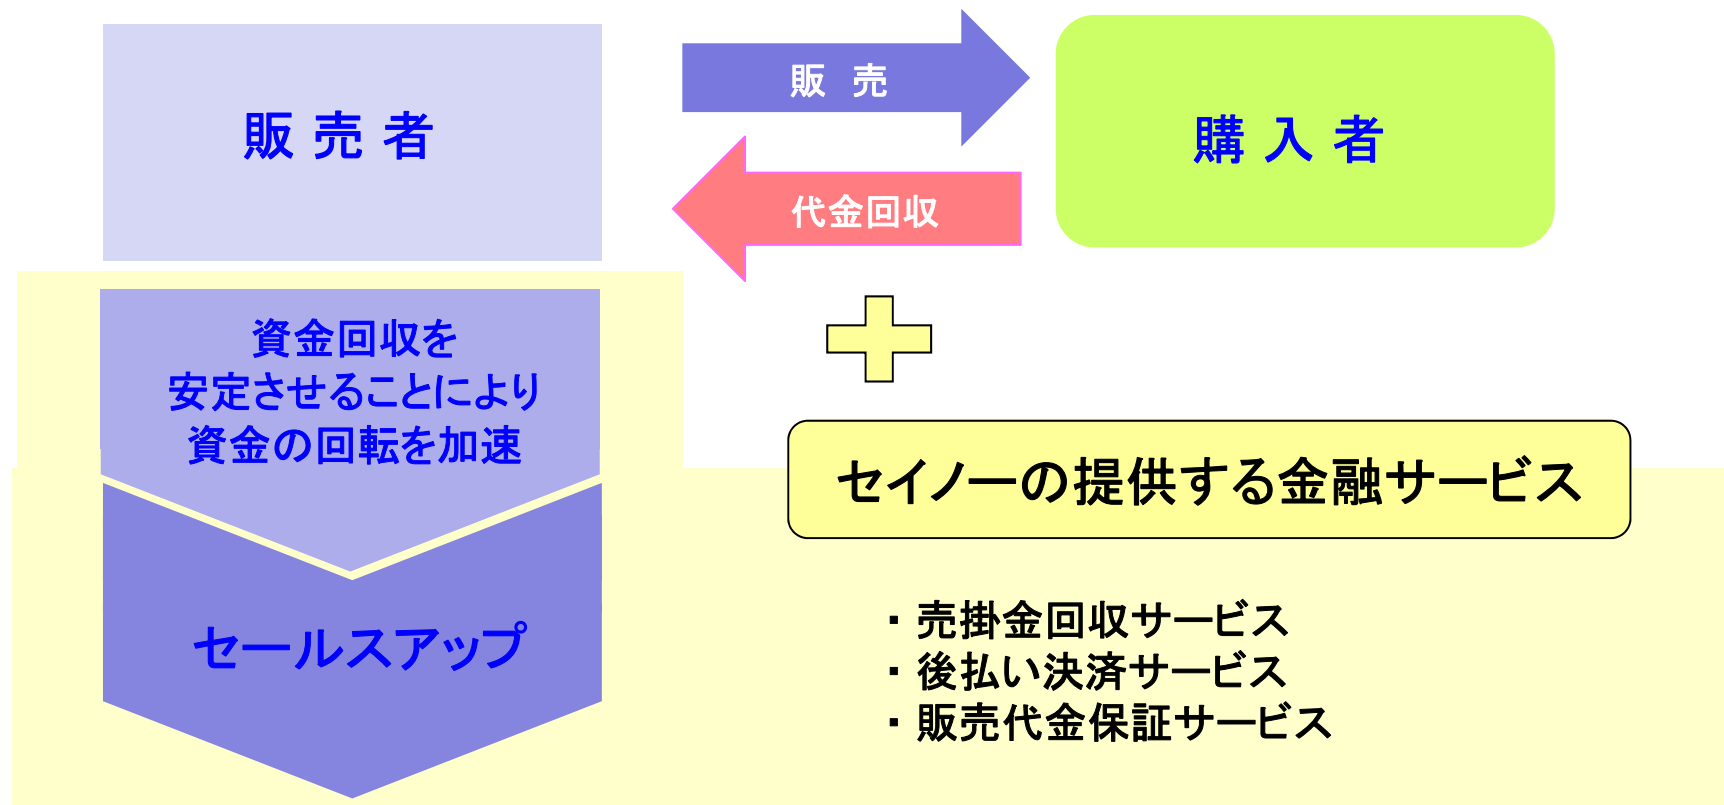 販売者
販 売
購入者
代金回収
資金回収を
安定させることにより
資金の回転を加速
セイノーの提供する金融サービス
セールスアップ
・売掛金回収サービス
・後払い決済サービス
・販売代金保証サービス